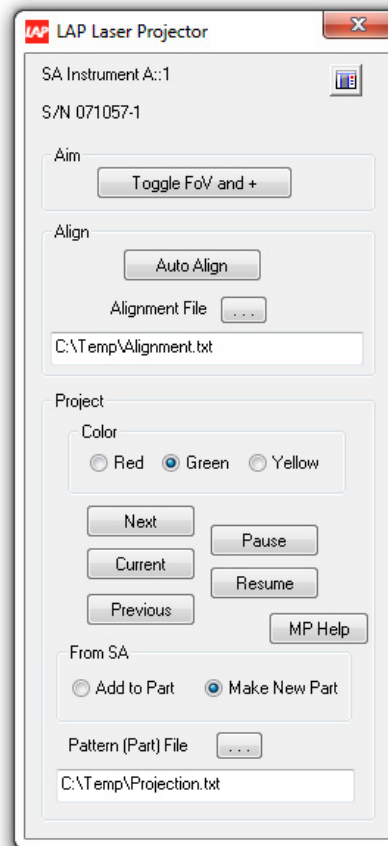 LAP LAP Laser Projector
SA Instrument A::1
S/N 071057-1
Aim
Toggle FoV and +
Align
Auto Align
Alignment File ...
C:\Temp\Alignment.txt
Project
Color
Red Green Yellow
Next
Pause
Current
Resume
Previous
MP Help
From SA
Add to Part Make New Part
Pattern (Part) File ...
C:\Temp\Projection.txt